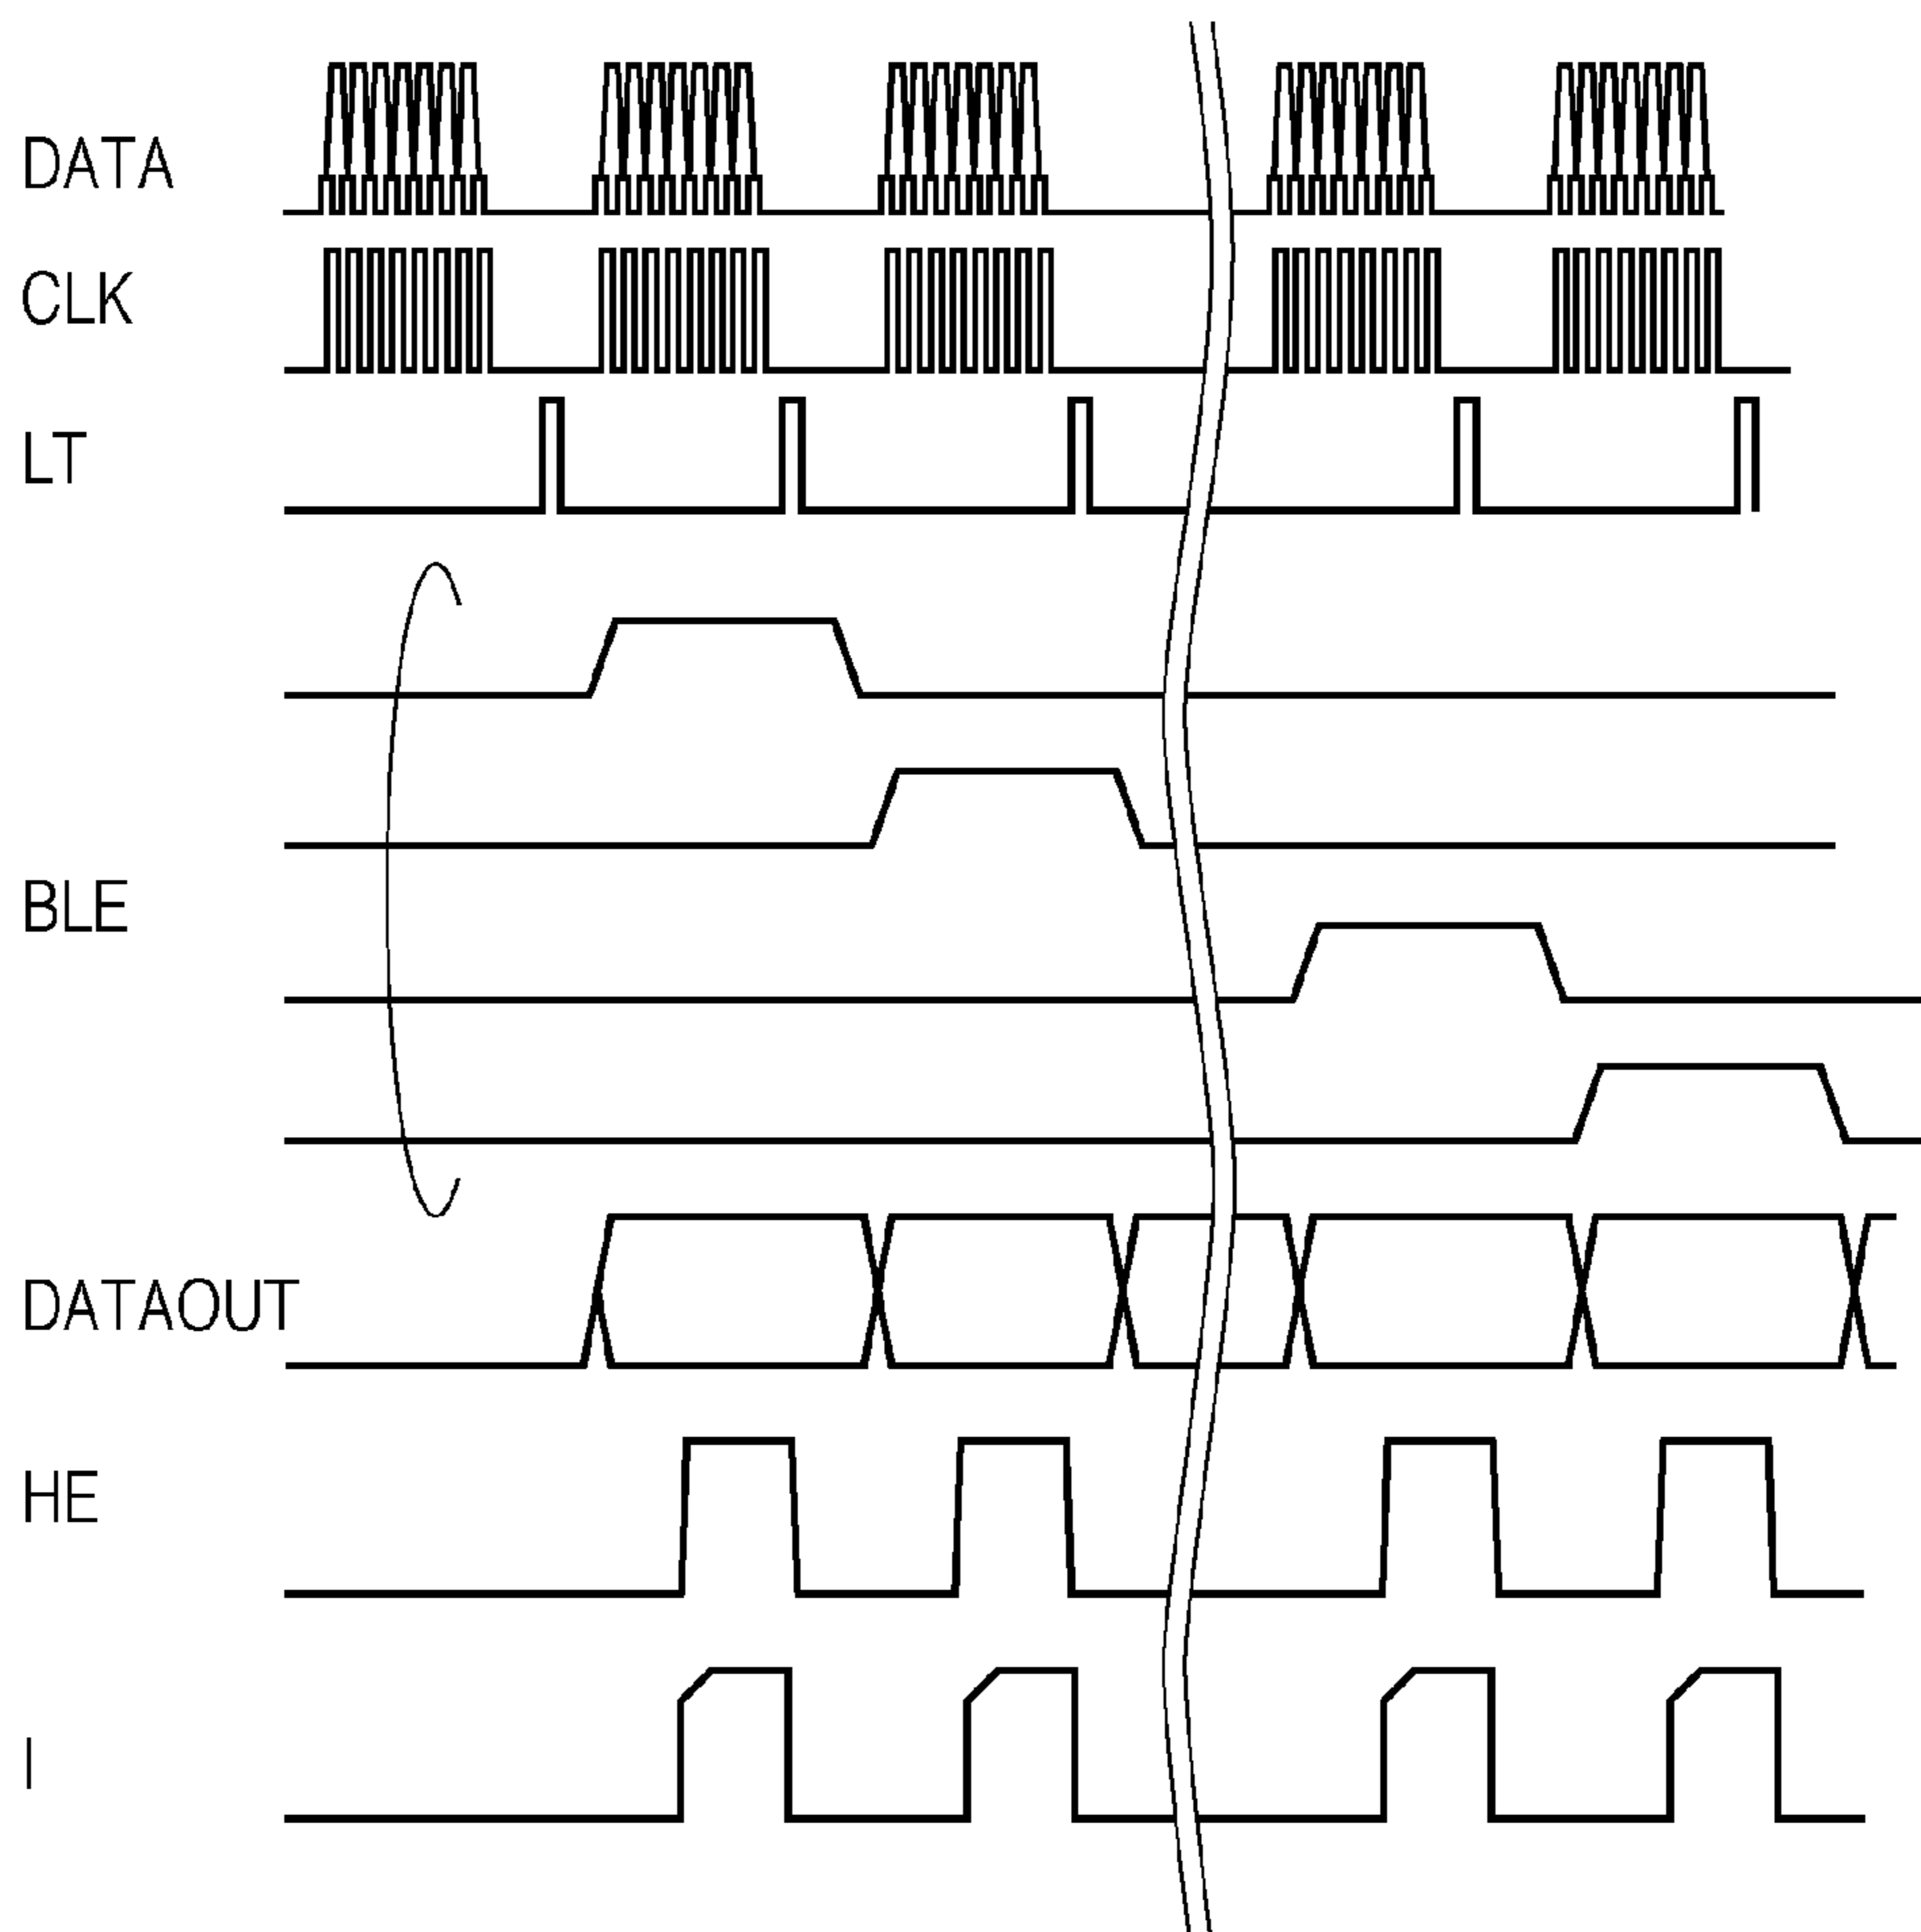 DATA
CLK
LT
BLE
DATAOUT
HE
I